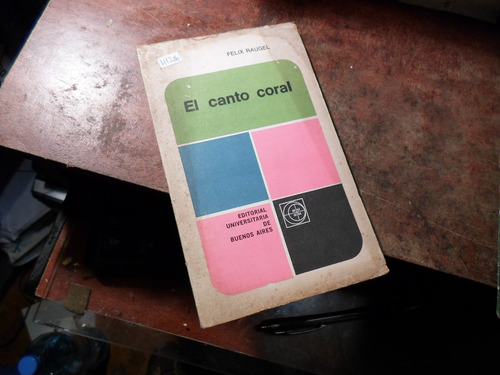 FELIX RAUGEL
El canto coral
EDITORIAL
UNIVERSITARIA
DE
BUENOS AIRES